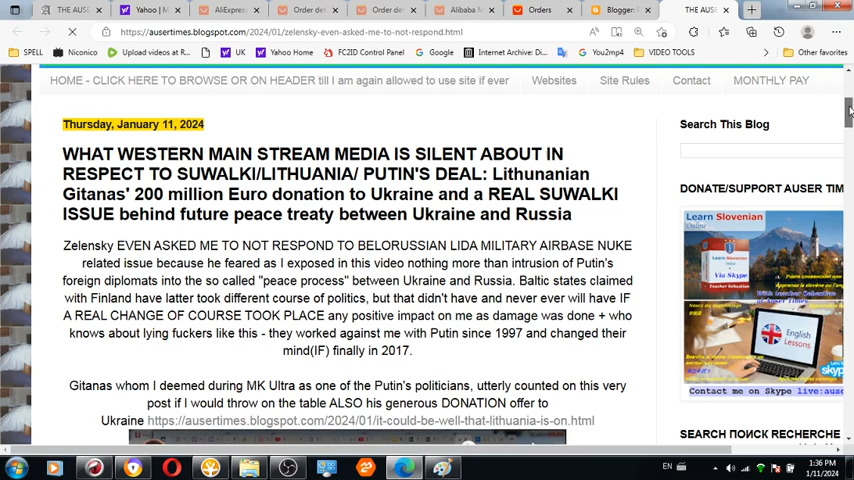 THE AUSE
Yahoo | M
AliExpres
Order det
Order det
Alibaba M
Orders
Blogger:
THE AUSE
https://ausertimes.blogspot.com/2024/01/zelensky-even-asked-me-to-not-respond.html
SPELL
Niconico
Upload videos at R...
UK
Yahoo Home
FC2ID Control Panel
Google
Internet Archive: Di...
You2mp4
VIDEO TOOLS
Other favorites
HOME - CLICK HERE TO BROWSE OR ON HEADER till I am again allowed to use site if ever
Websites
Site Rules
Contact
MONTHLY PAY
Thursday, January 11, 2024
WHAT WESTERN MAIN STREAM MEDIA IS SILENT ABOUT IN
RESPECT TO SUWALKI/LITHUANIA/ PUTIN'S DEAL: Lithunanian
Gitanas' 200 million Euro donation to Ukraine and a REAL SUWALKI
ISSUE behind future peace treaty between Ukraine and Russia
Zelensky EVEN ASKED ME TO NOT RESPOND TO BELORUSSIAN LIDA MILITARY AIRBASE NUKE
related issue because he feared as I exposed in this video nothing more than intrusion of Putin's
foreign diplomats into the so called "peace process" between Ukraine and Russia. Baltic states claimed
with Finland have latter took different course of politics, but that didn't have and never ever will have IF
A REAL CHANGE OF COURSE TOOK PLACE any positive impact on me as damage was done + who
knows about lying fuckers like this - they worked against me with Putin since 1997 and changed their
mind(IF) finally in 2017.
Gitanas whom I deemed during MK Ultra as one of the Putin's politicians, utterly counted on this very
post if I would throw on the table ALSO his generous DONATION offer to
Ukraine https://ausertimes.blogspot.com/2024/01/it-could-be-well-that-lithuania-is-on.html
Search This Blog
DONATE/SUPPORT AUSER TIM
Learn Slovenian
Online
Via Skype
English
Lessons
Contact me on Skype live:ause
SEARCH ПОИСК RECHERCHE
EN
1:36 PM
1/11/2024